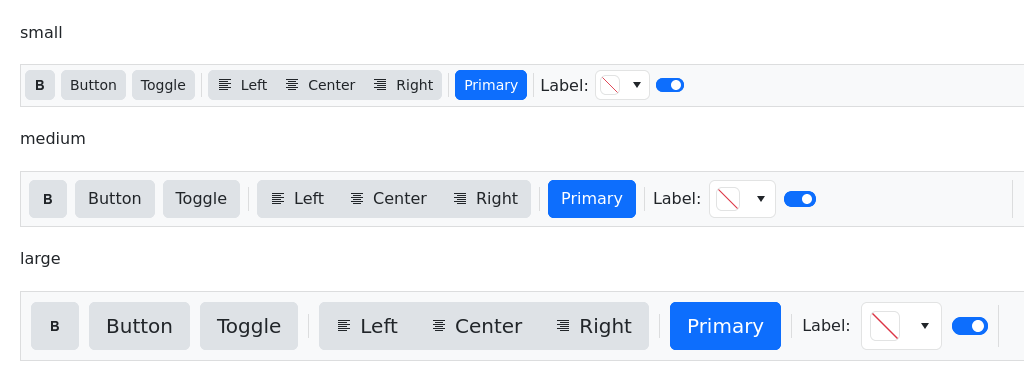 small
B Button Toggle Left Center Right Primary Label:
medium
B Button Toggle Left Center Right Primary Label:
large
B Button Toggle Left Center Right Primary Label: